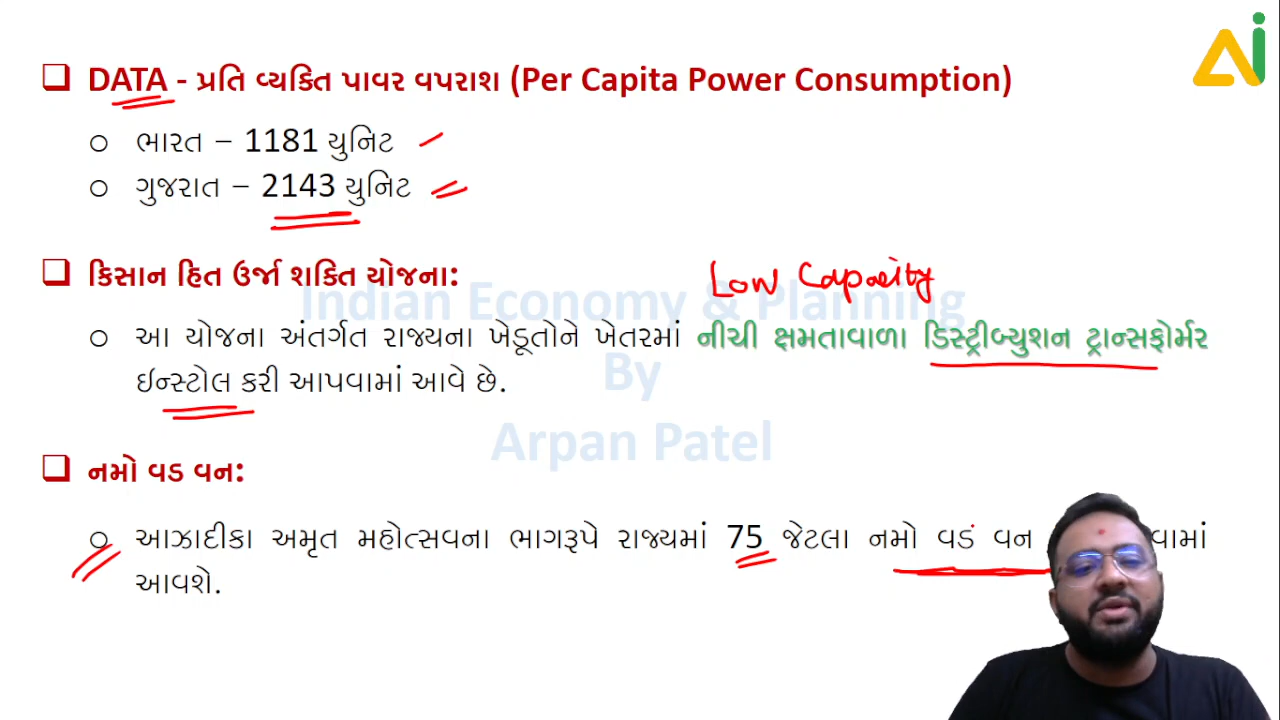 DATA - પ્રતિ વ્યક્તિ પાવર વપરાશ (Per Capita Power Consumption)
ભારત – 1181 યુનિટ
ગુજરાત – 2143 યુનિટ
કિસાન હિત ઉર્જા શક્તિ યોજના:
Low Capacity
Indian Economy & Planning
આ યોજના અંતર્ગત રાજ્યના ખેડૂતોને ખેતરમાં નીચી ક્ષમતાવાળા ડિસ્ટ્રીબ્યુશન ટ્રાન્સફોર્મર
ઇન્સ્ટોલ કરી આપવામાં આવે છે.
By
Arpan Patel
નમો વડ વન:
આઝાદીકા અમૃત મહોત્સવના ભાગરૂપે રાજ્યમાં 75 જેટલા નમો વડ વન
આવશે.